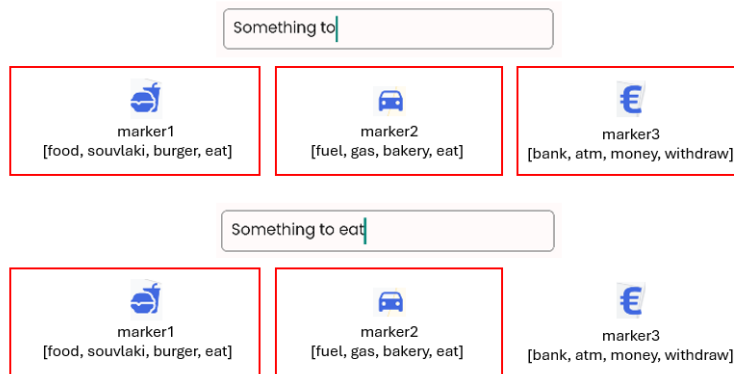 Something to
marker1
[food, souvlaki, burger, eat]
marker2
[fuel, gas, bakery, eat]
€
marker3
[bank, atm, money, withdraw]
Something to eat
marker1
[food, souvlaki, burger, eat]
marker2
[fuel, gas, bakery, eat]
€
marker3
[bank, atm, money, withdraw]